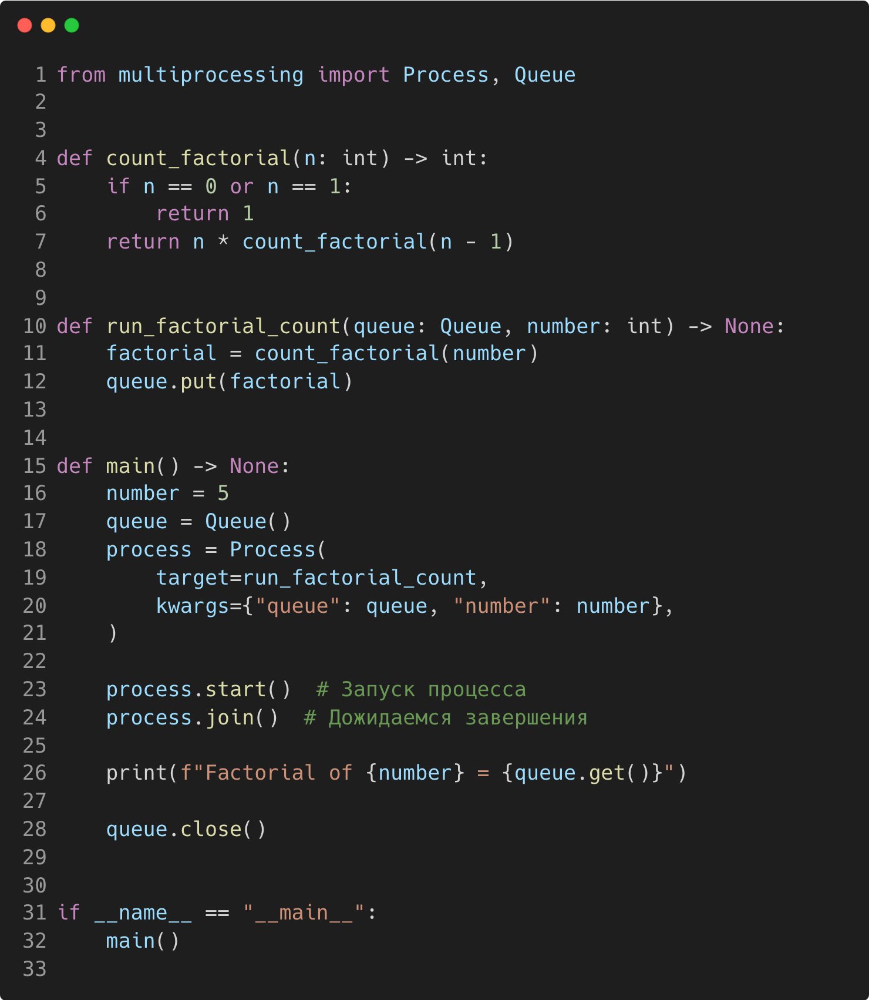 1 from multiprocessing import Process, Queue
2
3
4 def count_factorial(n: int) -> int:
5     if n == 0 or n == 1:
6         return 1
7     return n * count_factorial(n - 1)
8
9
10 def run_factorial_count(queue: Queue, number: int) -> None:
11     factorial = count_factorial(number)
12     queue.put(factorial)
13
14
15 def main() -> None:
16     number = 5
17     queue = Queue()
18     process = Process(
19         target=run_factorial_count,
20         kwargs={"queue": queue, "number": number},
21     )
22
23     process.start()  # Запуск процесса
24     process.join()  # Дожидаемся завершения
25
26     print(f"Factorial of {number} = {queue.get()}")
27
28     queue.close()
29
30
31 if __name__ == "__main__":
32     main()
33